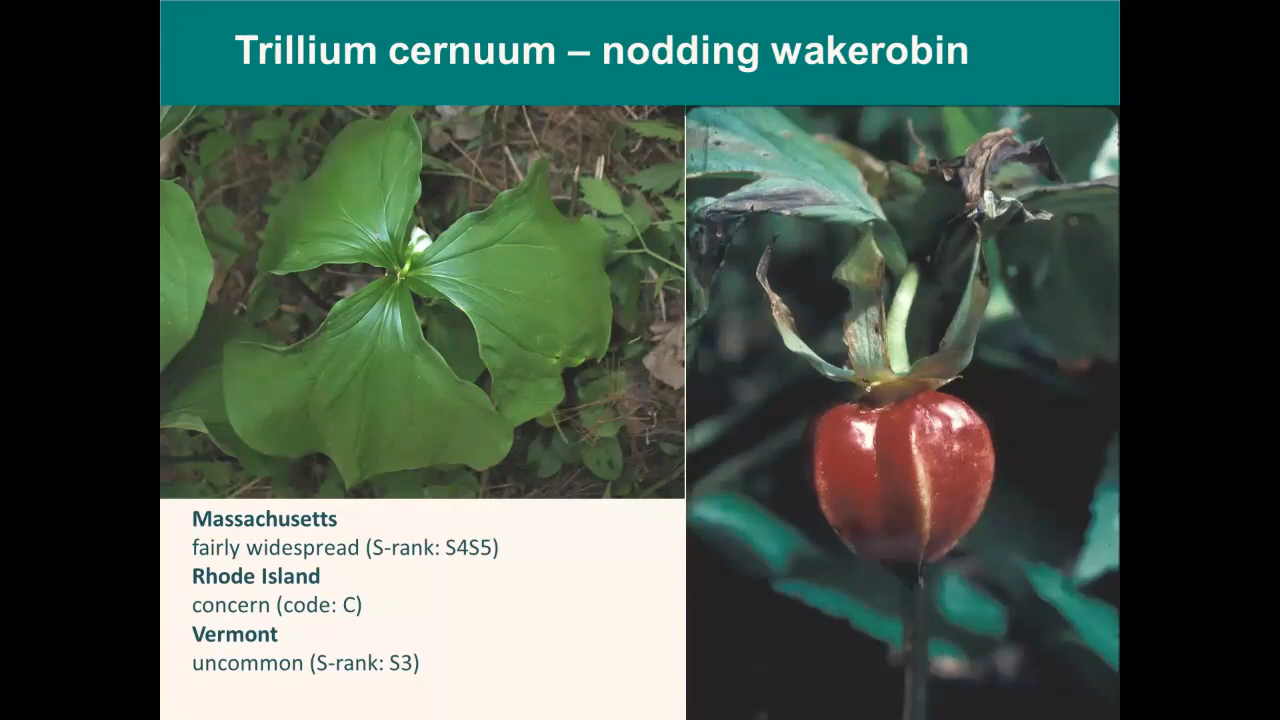 Trillium cernuum – nodding wakerobin
Massachusetts
fairly widespread (S-rank: S4S5)
Rhode Island
concern (code: C)
Vermont
uncommon (S-rank: S3)